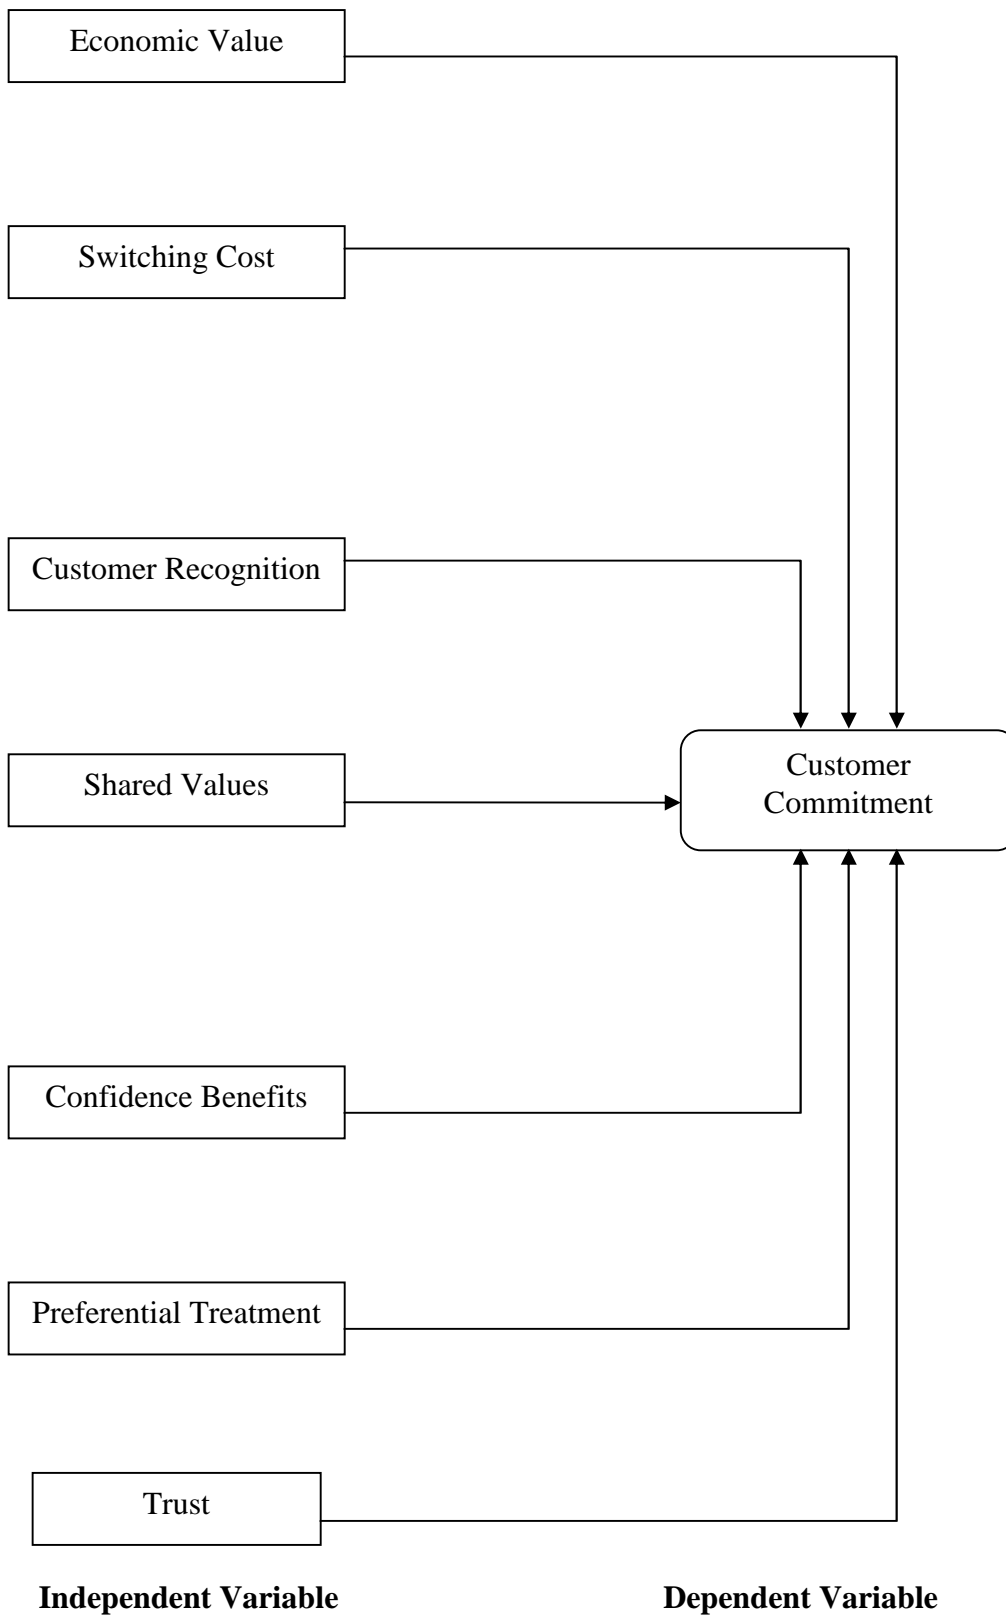 Economic Value
Switching Cost
Customer Recognition
Shared Values
Customer
Commitment
Confidence Benefits
Preferential Treatment
Trust
Independent Variable
Dependent Variable